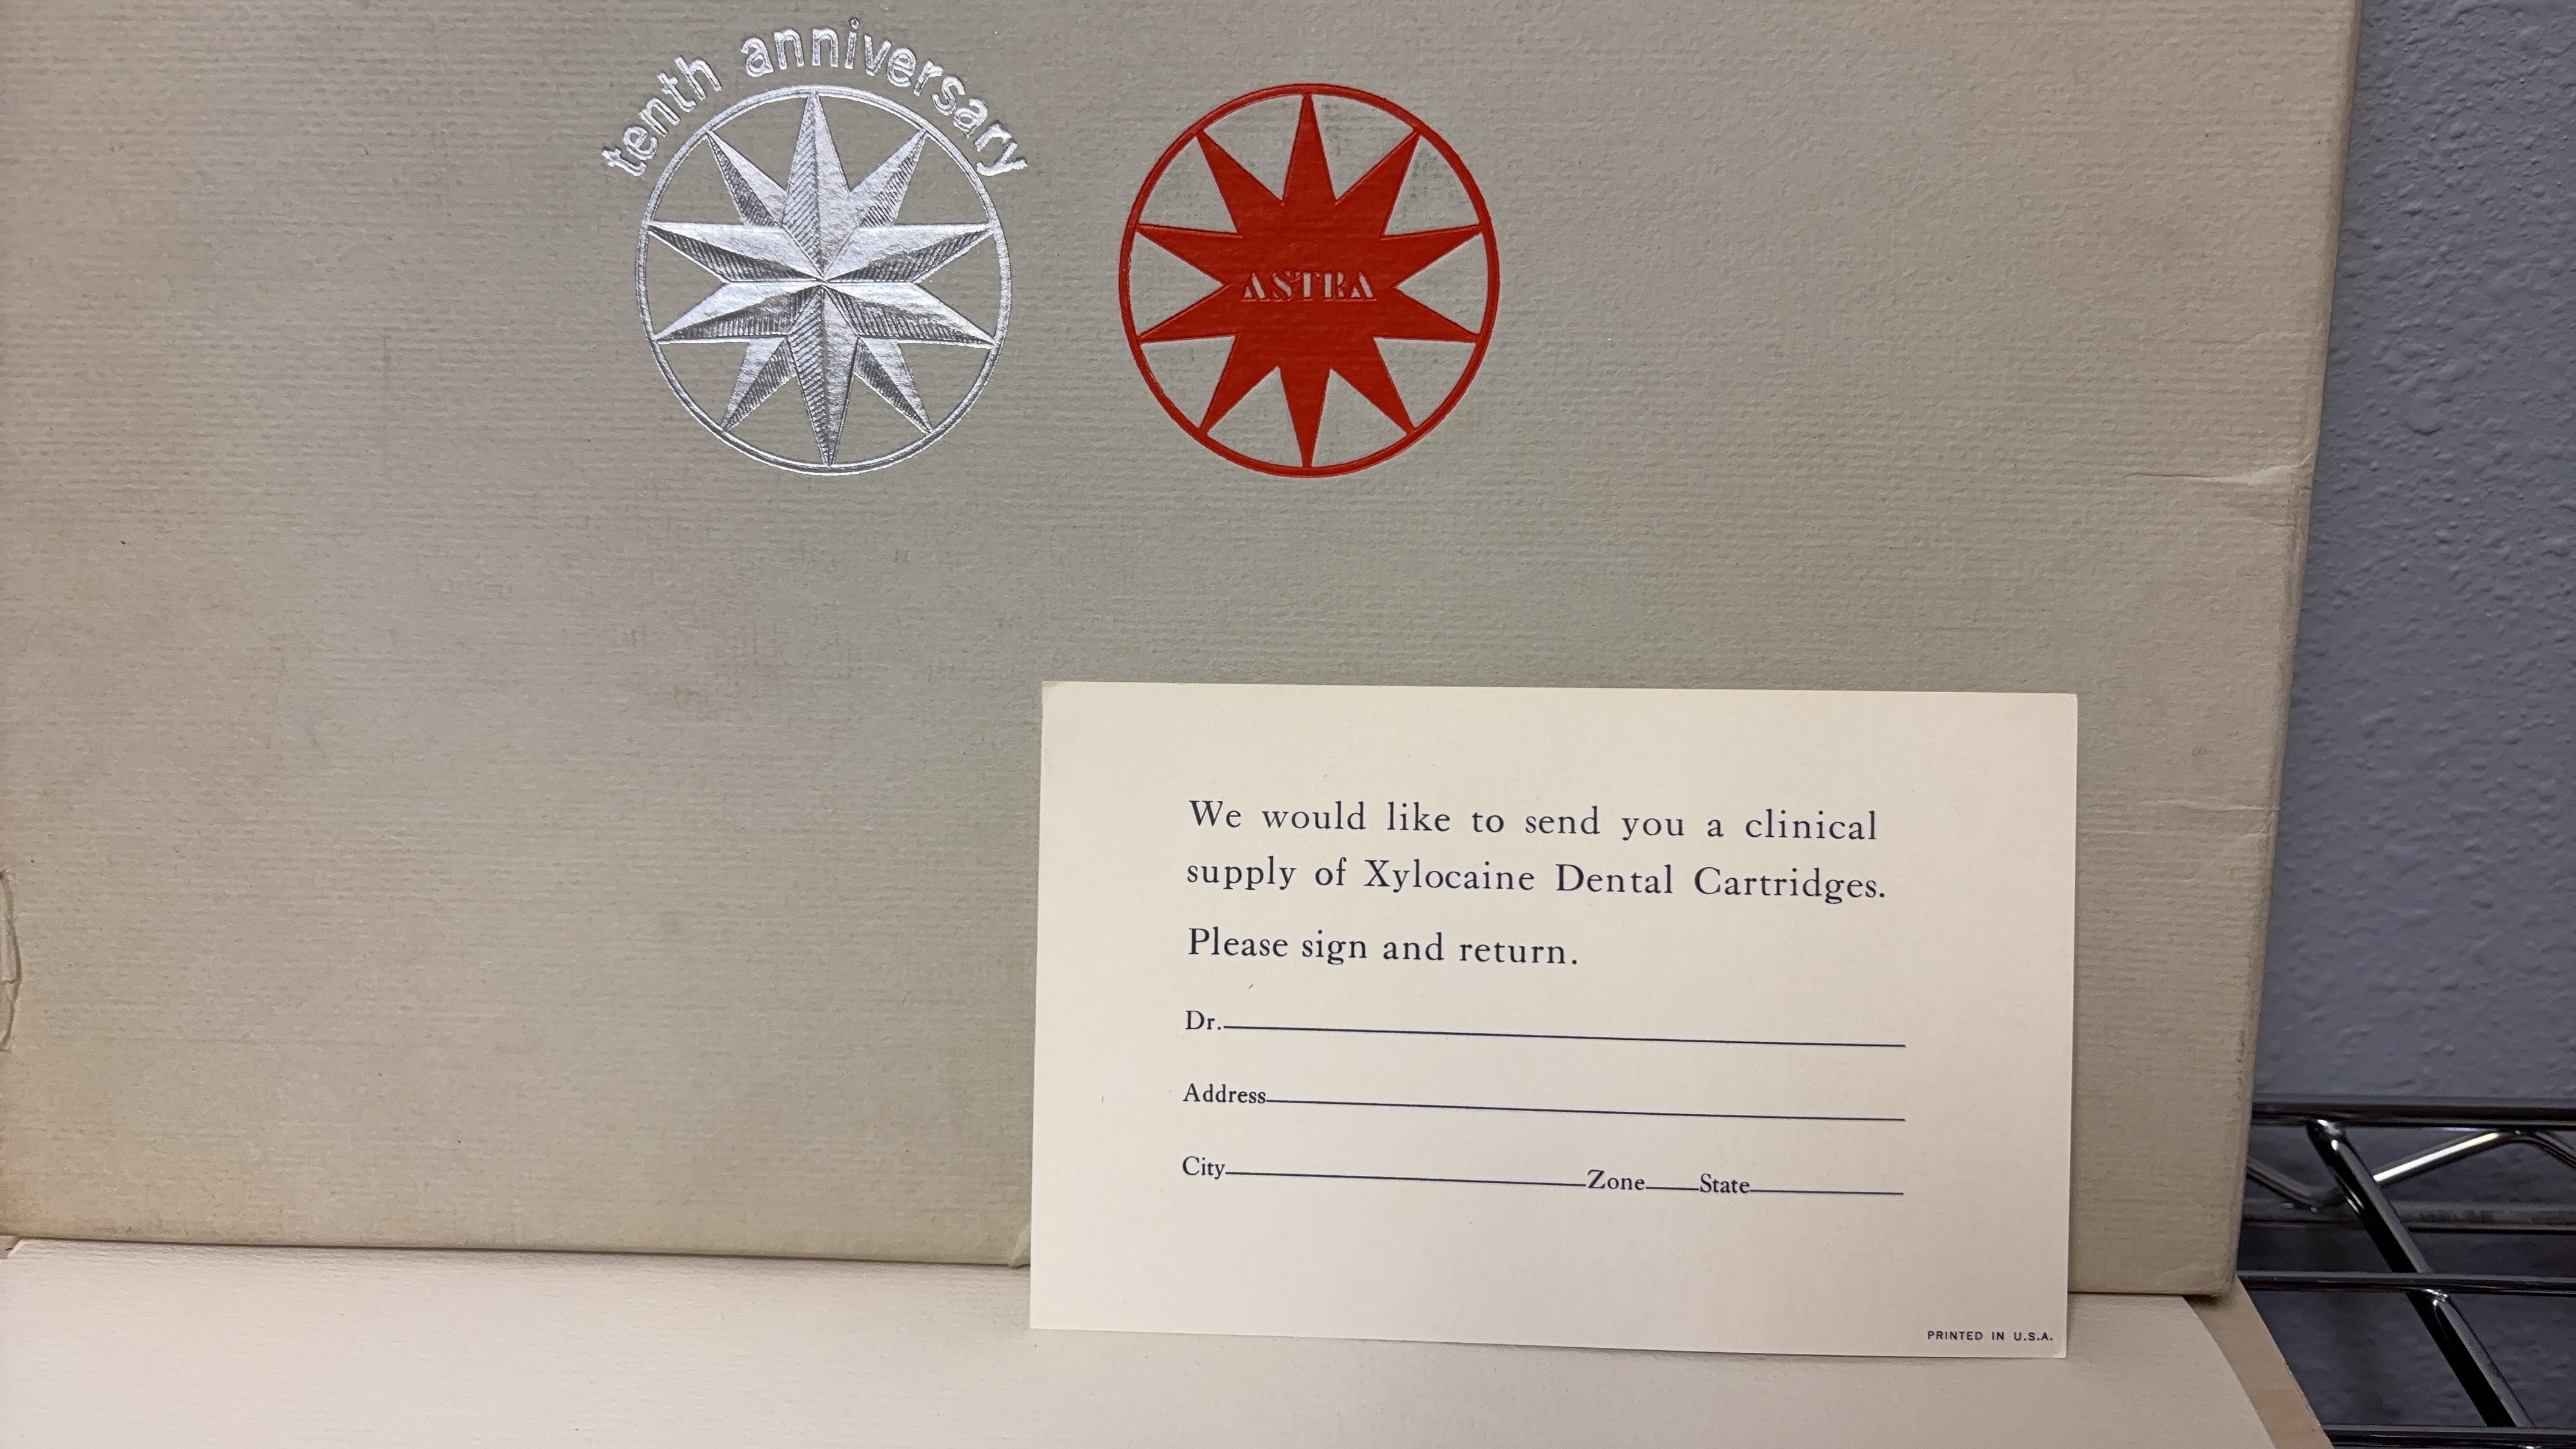 tenth anniversary
ASTRA
We would like to send you a clinical
supply of Xylocaine Dental Cartridges.
Please sign and return.
Dr.
Address
City Zone State
PRINTED IN U.S.A.